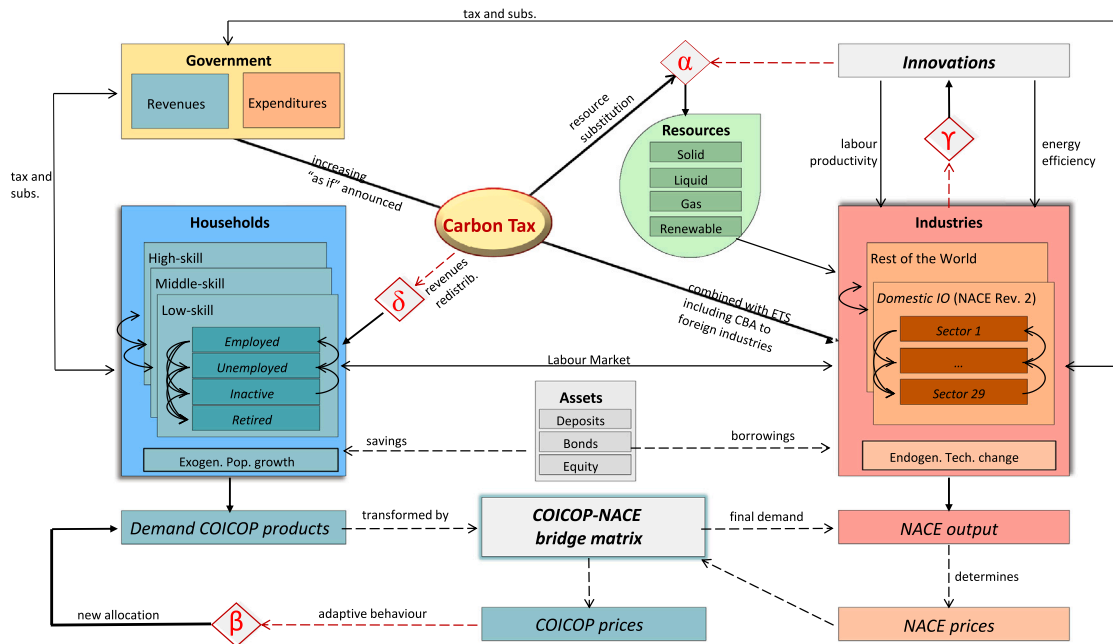 tax and subs.
Government
Revenues
Expenditures
α
Innovations
resource
substitution
Resources
Solid
Liquid
Gas
Renewable
labour
productivity
ϒ
energy
efficiency
tax and
subs.
increasing
“as if” announced
Carbon Tax
Households
High-skill
Middle-skill
Low-skill
Employed
Unemployed
Inactive
Retired
Exogen. Pop. growth
δ
revenues
redistrib.
combined with ETS
including CBA to
foreign industries
Industries
Rest of the World
Domestic IO (NACE Rev. 2)
Sector 1
...
Sector 29
Endogen. Tech. change
Labour Market
Assets
Deposits
Bonds
Equity
savings
borrowings
Demand COICOP products
transformed by
COICOP-NACE
bridge matrix
final demand
NACE output
determines
new allocation
β
adaptive behaviour
COICOP prices
NACE prices